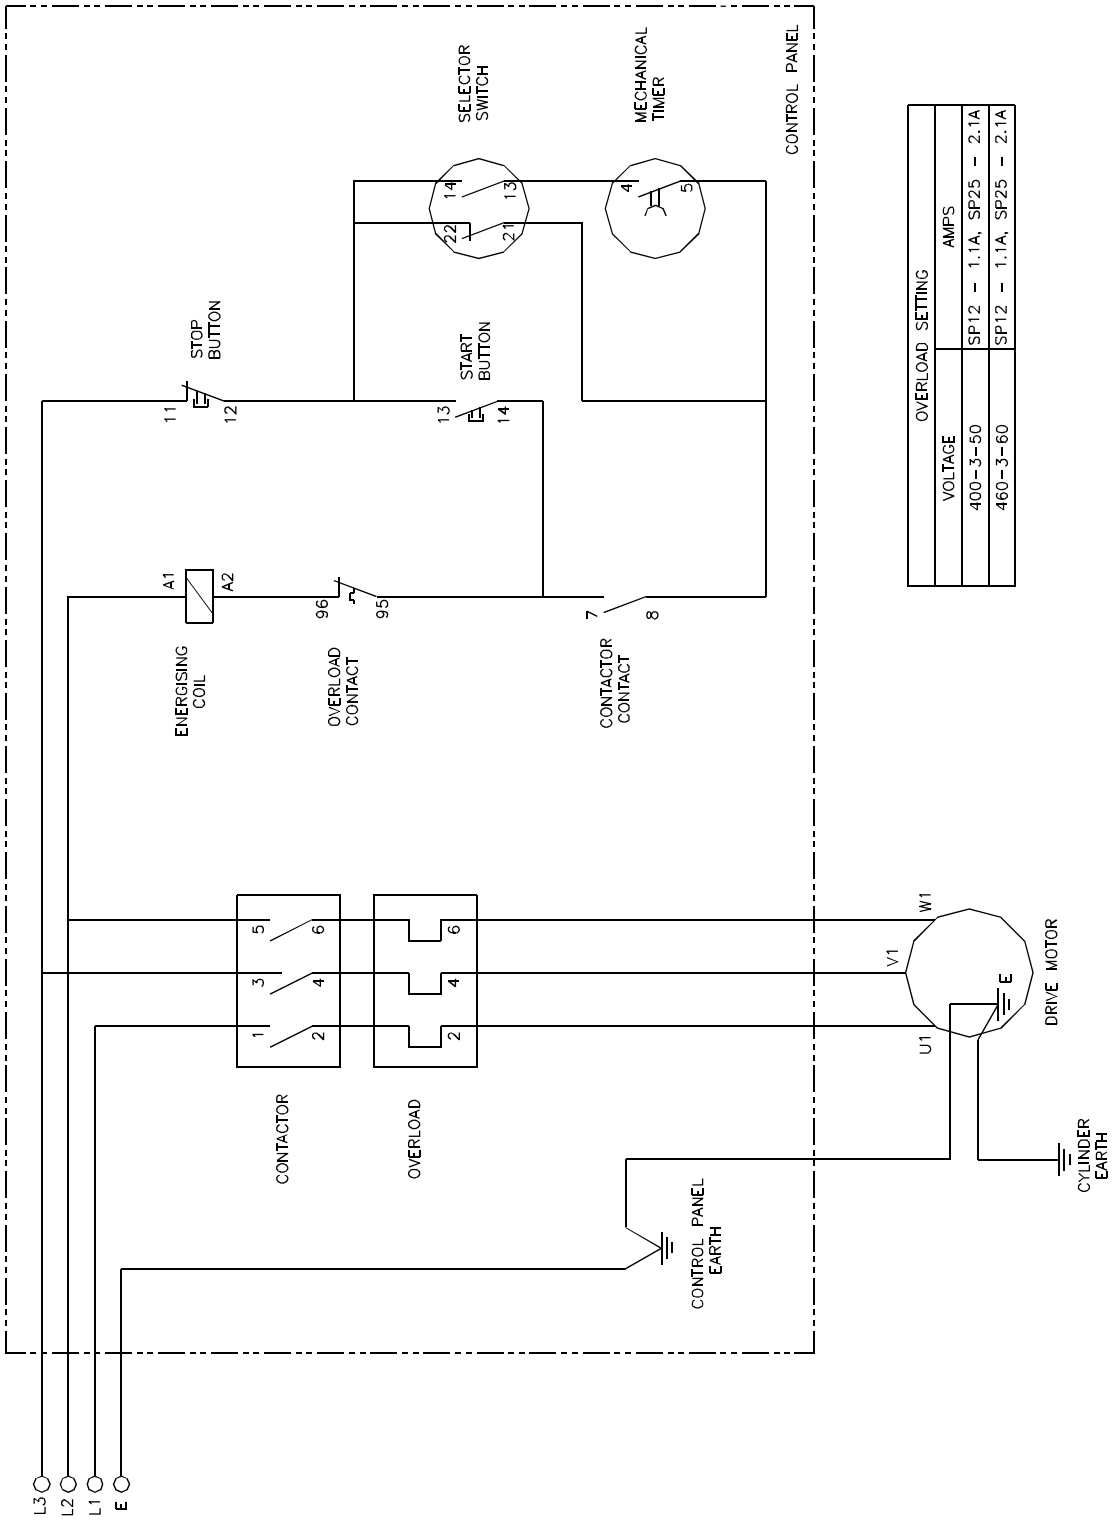 L3
L2
L1
E
STOP
BUTTON
11
12
A1
A2
ENERGISING
COIL
SELECTOR
SWITCH
14
13
22
21
MECHANICAL
TIMER
4
5
CONTROL PANEL
START
BUTTON
13
14
96
95
OVERLOAD
CONTACT
7
8
CONTACTOR
CONTACT
5
6
3
4
1
2
CONTACTOR
6
4
2
OVERLOAD
W1
V1
U1
E
DRIVE MOTOR
CONTROL PANEL
EARTH
CYLINDER
EARTH
OVERLOAD SETTING
VOLTAGE AMPS
400-3-50 SP12 - 1.1A, SP25 - 2.1A
460-3-60 SP12 - 1.1A, SP25 - 2.1A